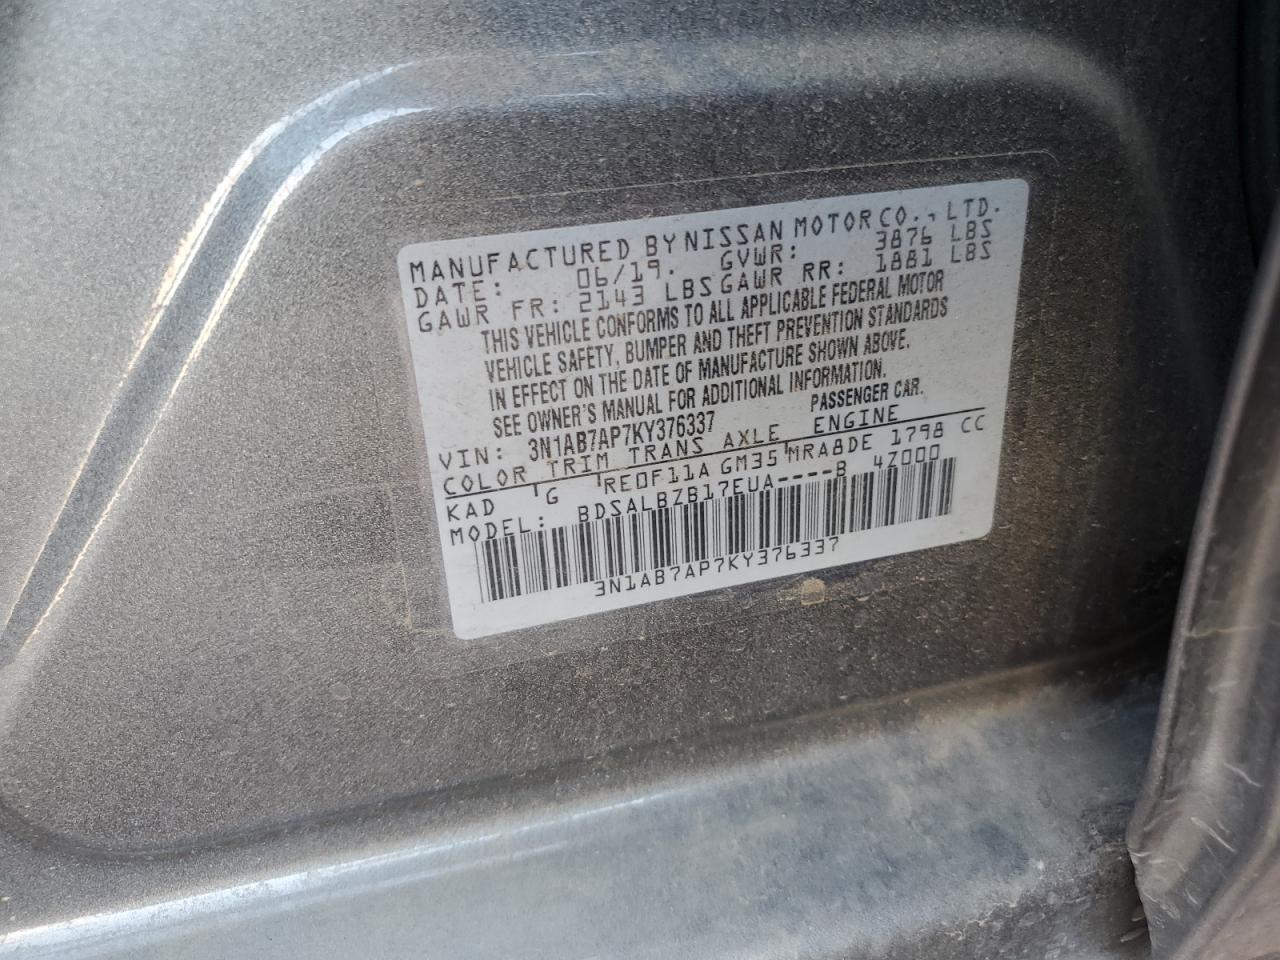 MANUFACTURED BY NISSAN MOTOR CO., LTD.
DATE: 06/19. GVWR: 3876 LBS
GAWR FR: 2143 LBS GAWR RR: 1881 LBS
THIS VEHICLE CONFORMS TO ALL APPLICABLE FEDERAL MOTOR
VEHICLE SAFETY, BUMPER AND THEFT PREVENTION STANDARDS
IN EFFECT ON THE DATE OF MANUFACTURE SHOWN ABOVE.
SEE OWNER'S MANUAL FOR ADDITIONAL INFORMATION.
VIN: 3N1AB7AP7KY376337 PASSENGER CAR.
COLOR TRIM TRANS AXLE ENGINE
KAD G RE0F11A GM35 MRA8DE 1798 CC
MODEL: BDSALBZB17EUA----B 4Z000
3N1AB7AP7KY376337